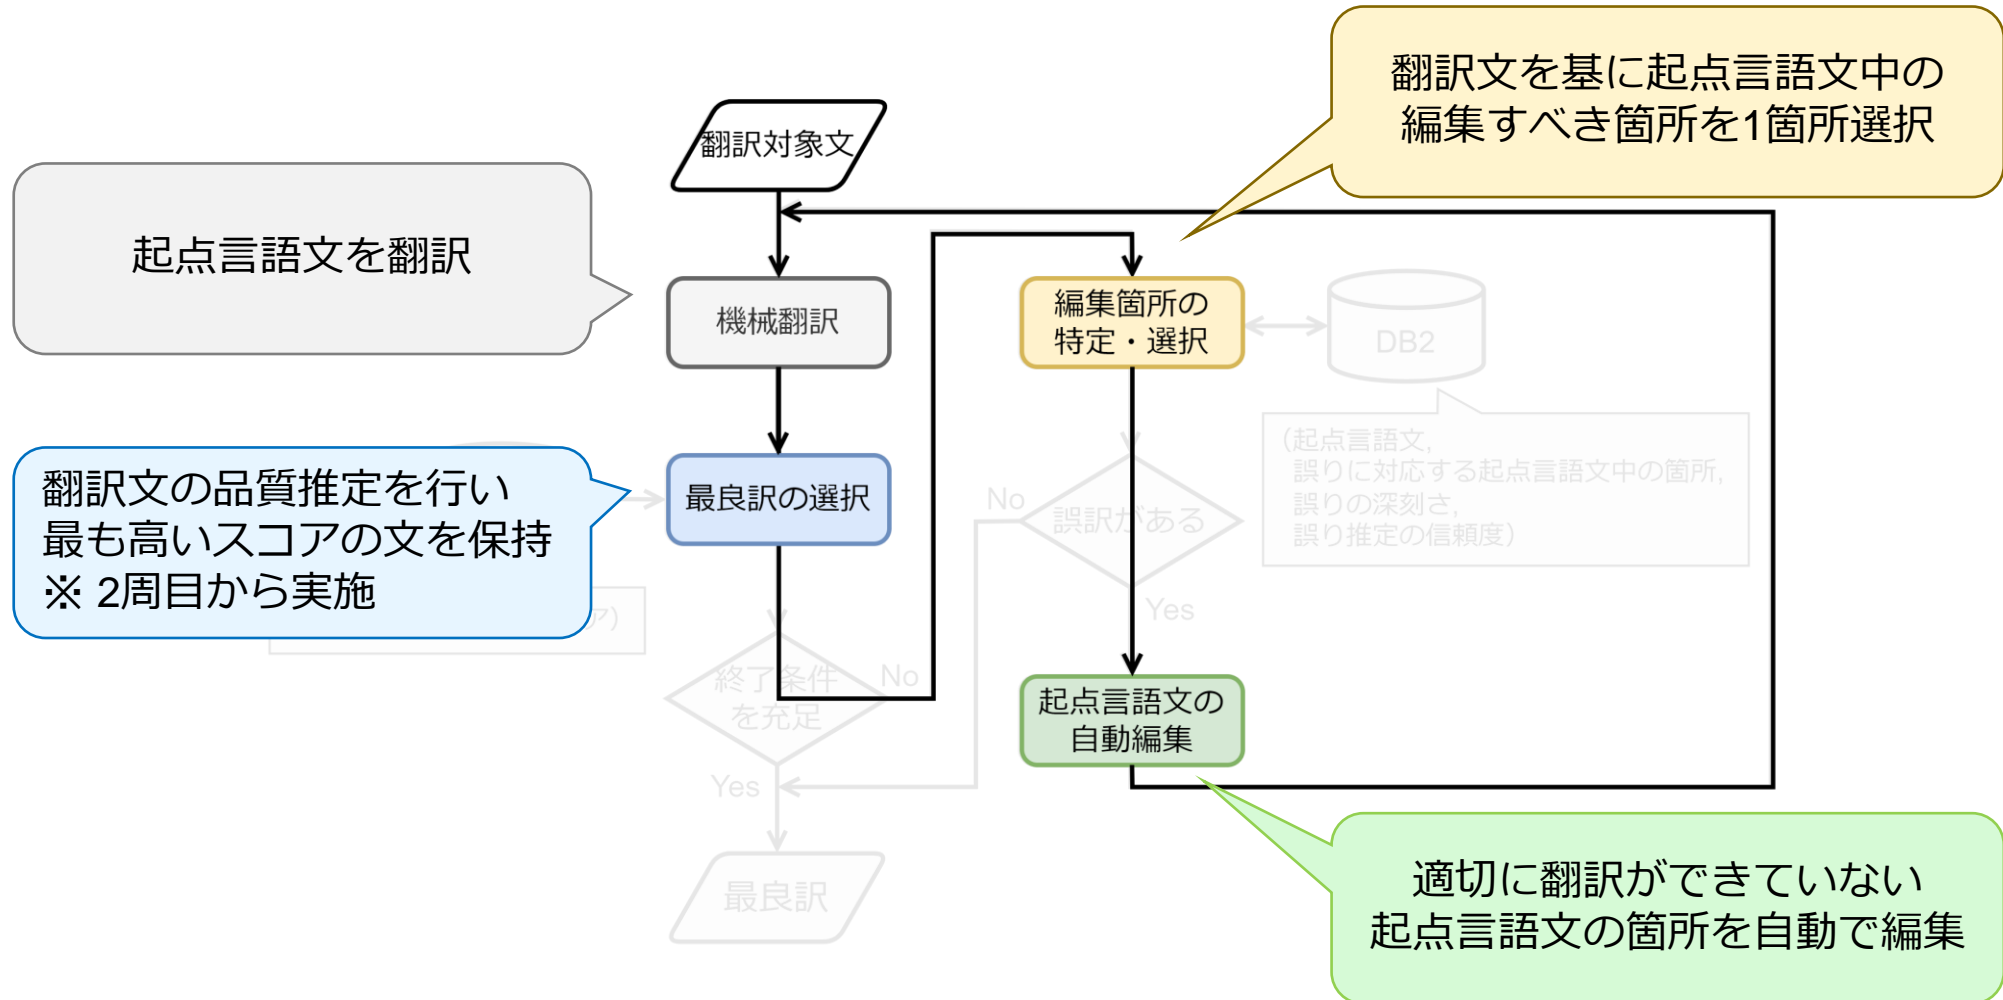 翻訳文を基に起点言語文中の
編集すべき箇所を1箇所選択
翻訳対象文
起点言語文を翻訳
機械翻訳
編集箇所の
特定・選択
DB2
翻訳文の品質推定を行い
最も高いスコアの文を保持
※ 2周目から実施
最良訳の選択
No
誤訳がある
Yes
（起点言語文,
誤りに対応する起点言語文中の箇所,
誤りの深刻さ,
誤り推定の信頼度）
ア）
終了条件
を充足
No
Yes
起点言語文の
自動編集
最良訳
適切に翻訳ができていない
起点言語文の箇所を自動で編集